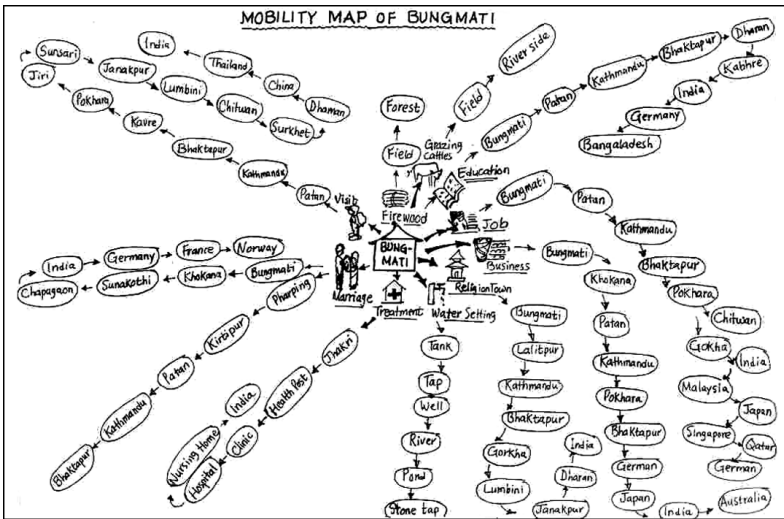 MOBILITY MAP OF BUNGMATI
BUNG-
MATI
Visit
Patan
Kathmandu
Bhaktapur
Kavre
Pokhara
Jiri
Sunsari
Janakpur
Lumbini
Chitwan
Surkhet
Dhaman
China
Thailand
India
Firewood
Field
Forest
Grazing
Cattles
Field
River side
Education
Bungmati
Patan
Kathmandu
Bhaktapur
Dharan
Kabhre
India
Germany
Bangaladesh
Job
Bungmati
Patan
Kathmandu
Bhaktapur
Pokhara
Chitwan
Gokha
India
Malaysia
Japan
Singapore
Qatar
German
Business
Bungmati
Khokana
Patan
Kathmandu
Pokhara
Bhaktapur
German
Japan
India
Australia
Religion Town
Bungmati
Lalitpur
Kathmandu
Bhaktapur
Gorkha
Lumbini
Janakpur
Dharan
India
Water Setting
Tank
Tap
Well
River
Pond
Stone tap
Treatment
Jhakri
Health Post
Clinic
Hospital
Nursing Home
India
Marriage
Bungmati
Khokana
Sunakothi
Chapagaon
India
Germany
France
Norway
Pharping
Kirtipur
Patan
Kathmandu
Bhaktapur